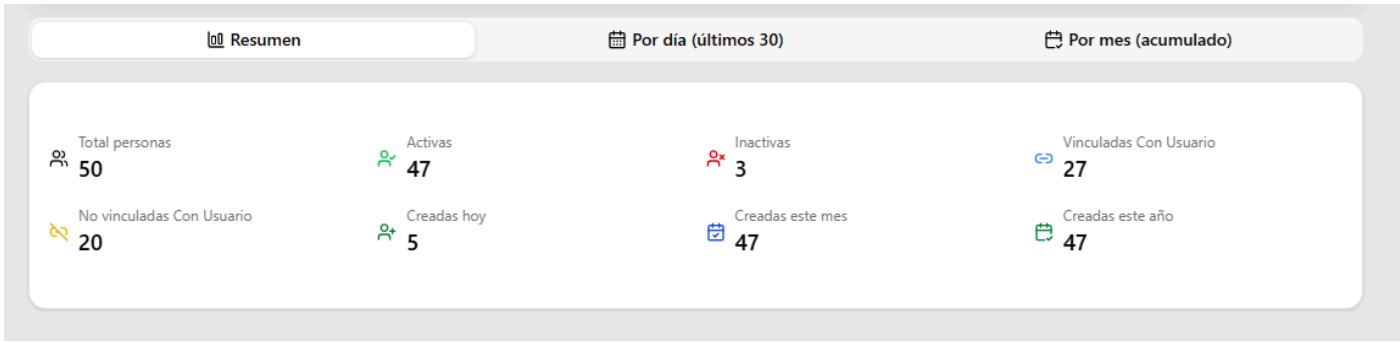 Resumen
Por día (últimos 30)
Por mes (acumulado)
Total personas
50
Activas
47
Inactivas
3
Vinculadas Con Usuario
27
No vinculadas Con Usuario
20
Creadas hoy
5
Creadas este mes
47
Creadas este año
47